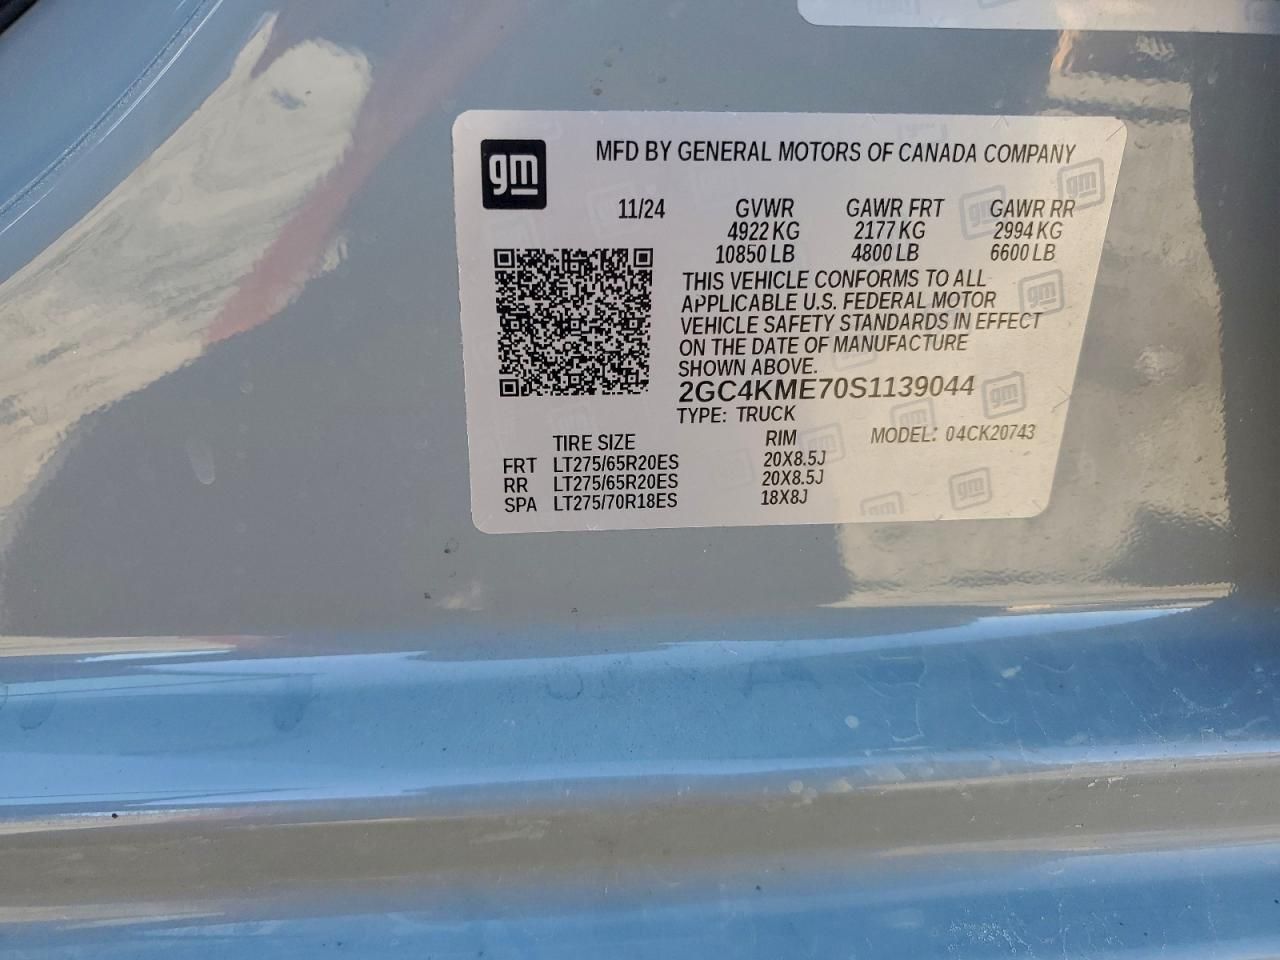 gm
MFD BY GENERAL MOTORS OF CANADA COMPANY
11/24 GVWR GAWR FRT GAWR RR
4922 KG 2177 KG 2994 KG
10850 LB 4800 LB 6600 LB
THIS VEHICLE CONFORMS TO ALL
APPLICABLE U.S. FEDERAL MOTOR
VEHICLE SAFETY STANDARDS IN EFFECT
ON THE DATE OF MANUFACTURE
SHOWN ABOVE.
2GC4KME70S1139044
TYPE: TRUCK
TIRE SIZE RIM MODEL: 04CK20743
FRT LT275/65R20ES 20X8.5J
RR LT275/65R20ES 20X8.5J
SPA LT275/70R18ES 18X8J